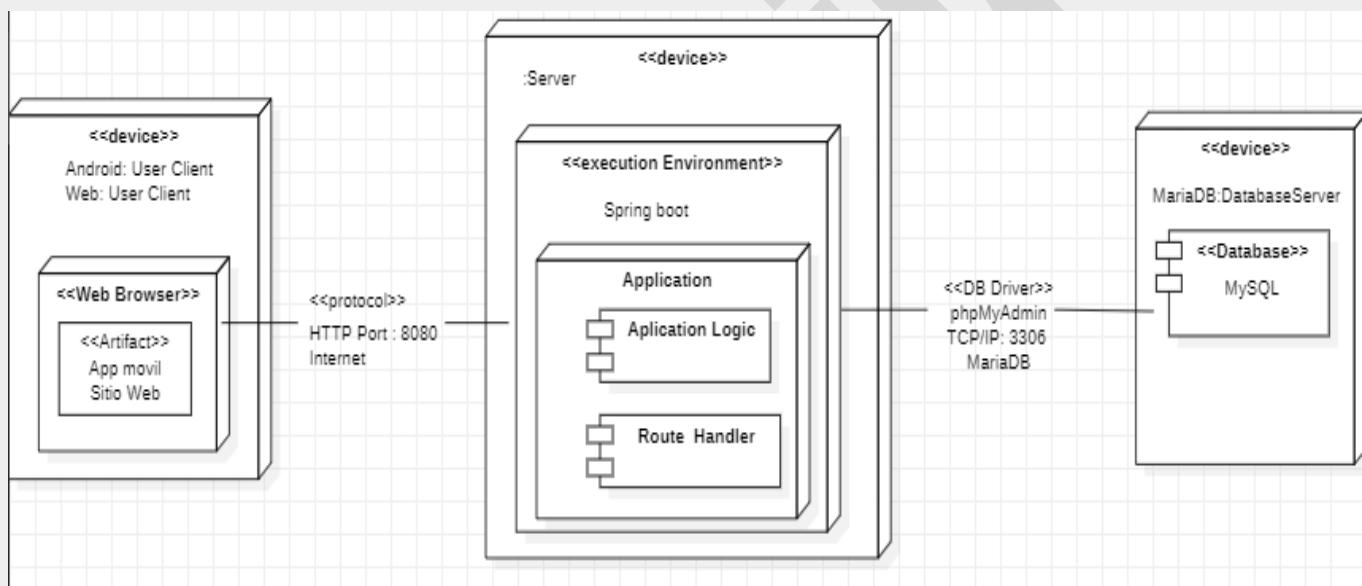 <<device>>
Android: User Client
Web: User Client
<<Web Browser>>
<<Artifact>>
App movil
Sitio Web
<<protocol>>
HTTP Port : 8080
Internet
<<device>>
:Server
<<execution Environment>>
Spring boot
Application
Aplication Logic
Route Handler
<<DB Driver>>
phpMyAdmin
TCP/IP: 3306
MariaDB
<<device>>
MariaDB:DatabaseServer
<<Database>>
MySQL